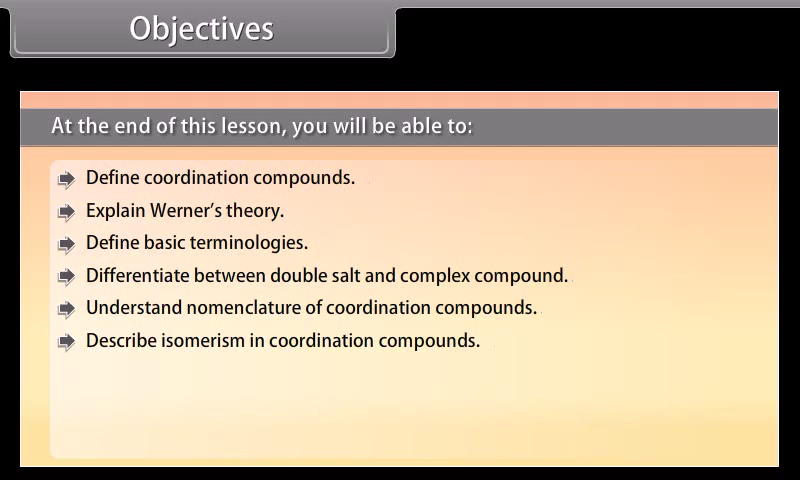 Objectives
At the end of this lesson, you will be able to:
Define coordination compounds.
Explain Werner's theory.
Define basic terminologies.
Differentiate between double salt and complex compound.
Understand nomenclature of coordination compounds.
Describe isomerism in coordination compounds.